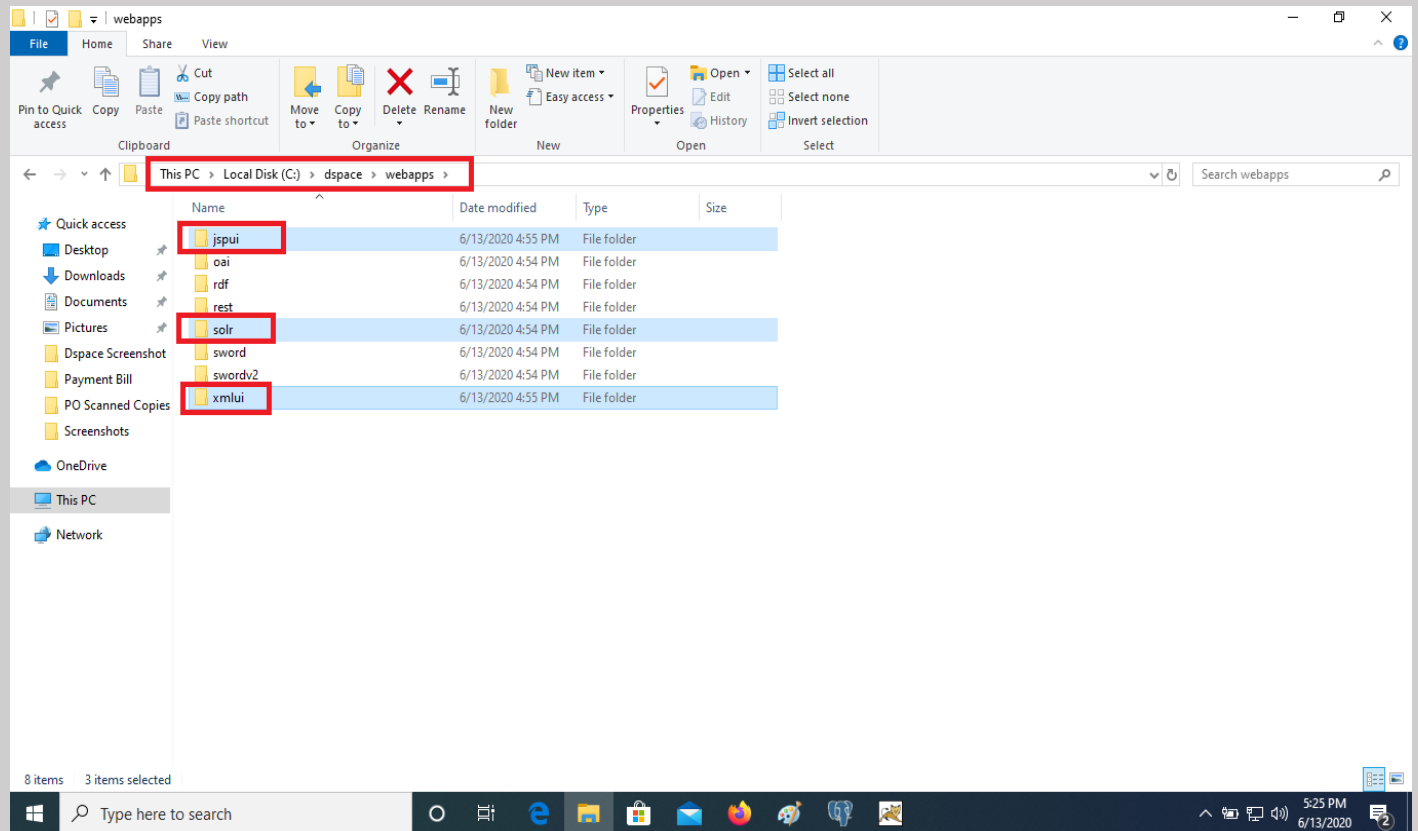 webapps
File Home Share View
Pin to Quick access
Copy
Paste
Cut
Copy path
Paste shortcut
Clipboard
Move to
Copy to
Delete
Rename
Organize
New folder
New item
Easy access
New
Properties
Open
Edit
History
Open
Select all
Select none
Invert selection
Select
This PC > Local Disk (C:) > dspace > webapps >
Search webapps
Name Date modified Type Size
jspui 6/13/2020 4:55 PM File folder
oai 6/13/2020 4:54 PM File folder
rdf 6/13/2020 4:54 PM File folder
rest 6/13/2020 4:54 PM File folder
solr 6/13/2020 4:54 PM File folder
sword 6/13/2020 4:54 PM File folder
swordv2 6/13/2020 4:54 PM File folder
xmlui 6/13/2020 4:55 PM File folder
Quick access
Desktop
Downloads
Documents
Pictures
Dspace Screenshot
Payment Bill
PO Scanned Copies
Screenshots
OneDrive
This PC
Network
8 items 3 items selected
Type here to search
5:25 PM
6/13/2020
2